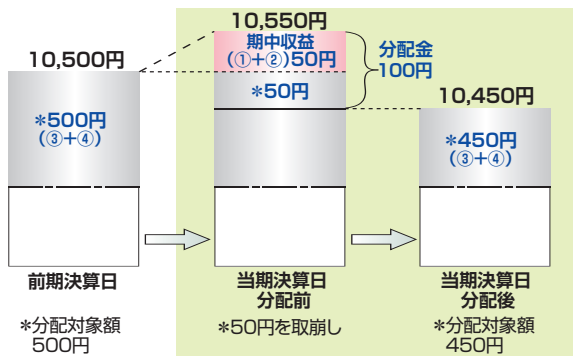 10,500円
＊500円
（③＋④）
前期決算日
＊分配対象額
500円
10,550円
期中収益
（①＋②）50円
＊50円
分配金
100円
当期決算日
分配前
＊50円を取崩し
10,450円
＊450円
（③＋④）
当期決算日
分配後
＊分配対象額
450円